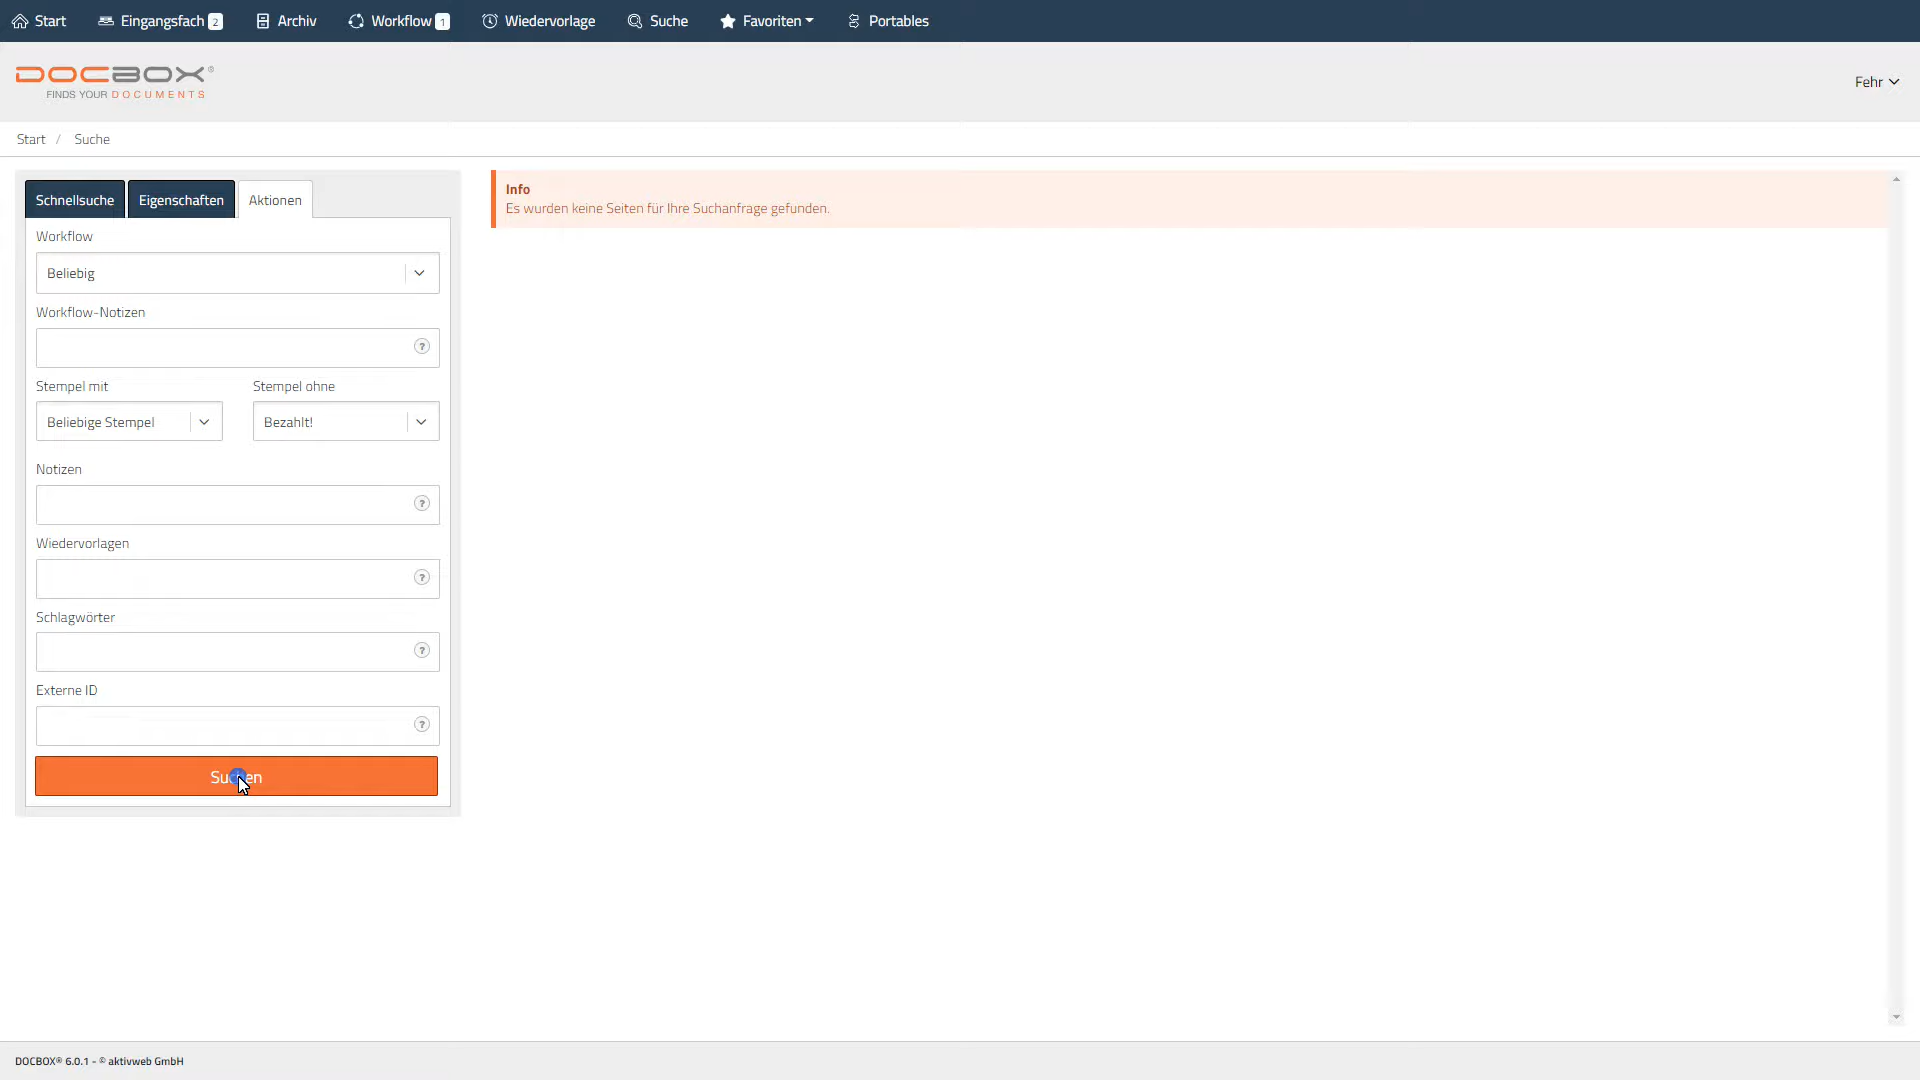 Start Eingangsfach 2 Archiv Workflow 1 Wiedervorlage Suche Favoriten Portables
DOCBOX®
FINDS YOUR DOCUMENTS
Fehr
Start / Suche
Schnellsuche Eigenschaften Aktionen
Info
Es wurden keine Seiten für Ihre Suchanfrage gefunden.
Workflow
Beliebig
Workflow-Notizen
?
Stempel mit Stempel ohne
Beliebige Stempel Bezahlt!
Notizen
?
Wiedervorlagen
?
Schlagwörter
?
Externe ID
?
Suchen
DOCBOX® 6.0.1 - © aktivweb GmbH